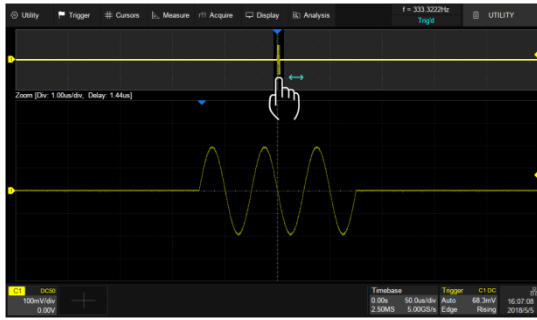 Utility Trigger Cursors Measure Acquire Display Analysis
f = 333.3222Hz
Trig'd
UTILITY
Zoom [Div: 1.00us/div, Delay: 1.44us]
C1 DC50
100mV/div
0.00V
Timebase
0.00s 50.0us/div
2.50MS 5.00GS/s
Trigger C1 DC
Auto 68.3mV
Edge Rising
16:07:08
2018/5/5